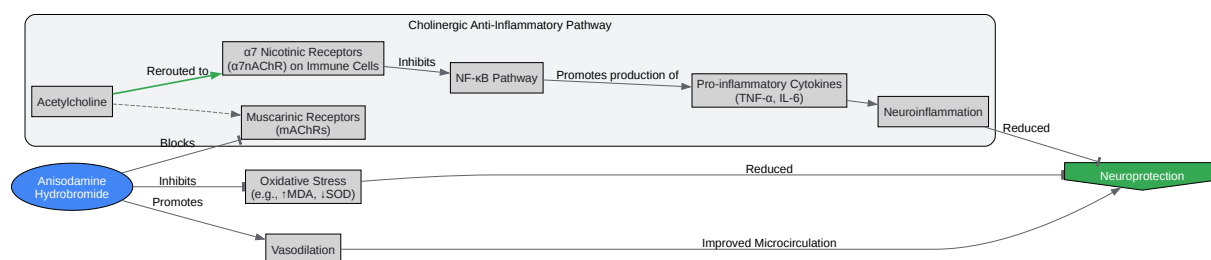 Cholinergic Anti-Inflammatory Pathway
α7 Nicotinic Receptors
(α7nAChR) on Immune Cells
Rerouted to
Inhibits
NF-κB Pathway
Promotes production of
Pro-inflammatory Cytokines
(TNF-α, IL-6)
Acetylcholine
Muscarinic Receptors
(mAChRs)
Neuroinflammation
Reduced
Blocks
Anisodamine
Hydrobromide
Inhibits
Oxidative Stress
(e.g., ↑MDA, ↓SOD)
Reduced
Neuroprotection
Promotes
Vasodilation
Improved Microcirculation